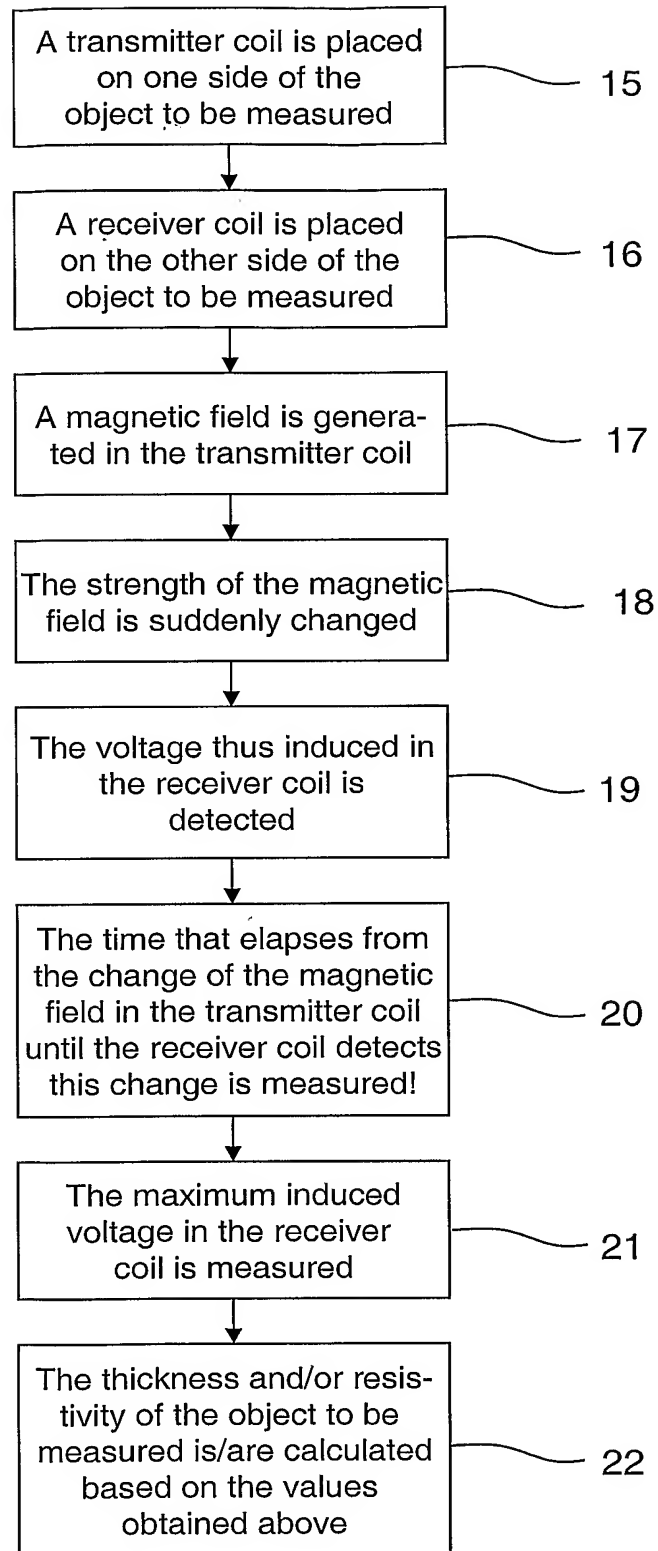 A transmitter coil is placed
on one side of the
object to be measured
15
A receiver coil is placed
on the other side of the
object to be measured
16
A magnetic field is genera-
ted in the transmitter coil
17
The strength of the magnetic
field is suddenly changed
18
The voltage thus induced in
the receiver coil is
detected
19
The time that elapses from
the change of the magnetic
field in the transmitter coil
until the receiver coil detects
this change is measured!
20
The maximum induced
voltage in the receiver
coil is measured
21
The thickness and/or resis-
tivity of the object to be
measured is/are calculated
based on the values
obtained above
22